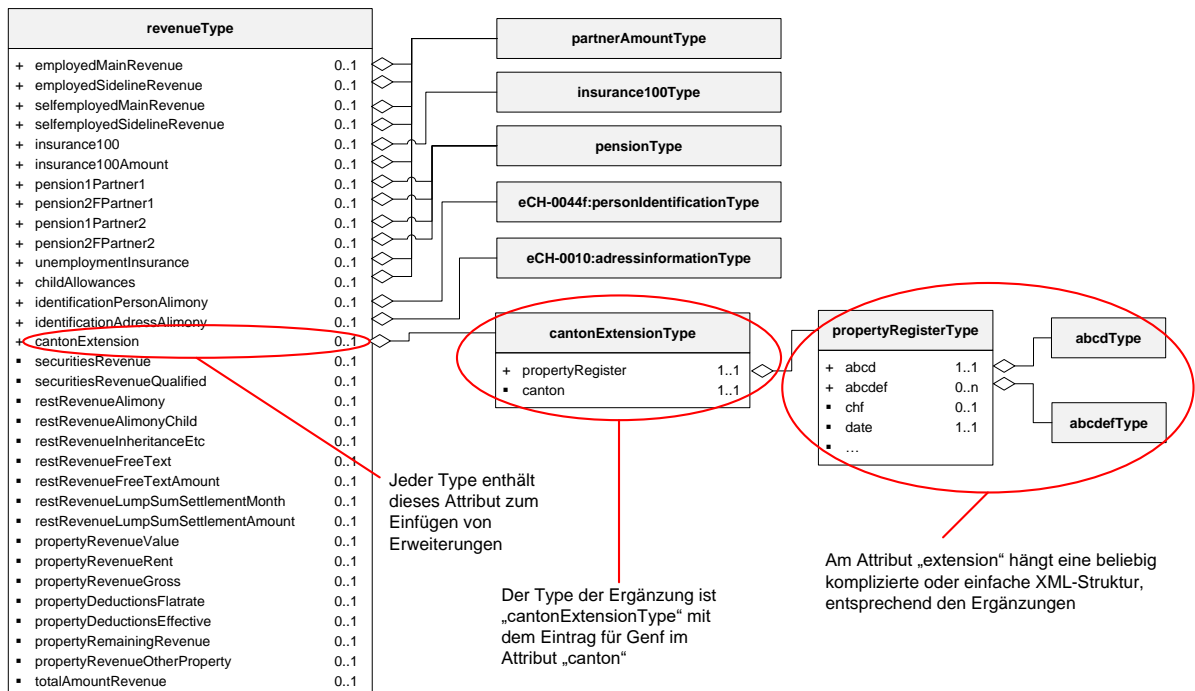 revenueType
+ employedMainRevenue 0..1
+ employedSidelineRevenue 0..1
+ selfemployedMainRevenue 0..1
+ selfemployedSidelineRevenue 0..1
+ insurance100 0..1
+ insurance100Amount 0..1
+ pension1Partner1 0..1
+ pension2FPartner1 0..1
+ pension1Partner2 0..1
+ pension2FPartner2 0..1
+ unemploymentInsurance 0..1
+ childAllowances 0..1
+ identificationPersonAlimony 0..1
+ identificationAdressAlimony 0..1
+ cantonExtension 0..1
▪ securitiesRevenue 0..1
▪ securitiesRevenueQualified 0..1
▪ restRevenueAlimony 0..1
▪ restRevenueAlimonyChild 0..1
▪ restRevenueInheritanceEtc 0..1
▪ restRevenueFreeText 0..1
▪ restRevenueFreeTextAmount 0..1
▪ restRevenueLumpSumSettlementMonth 0..1
▪ restRevenueLumpSumSettlementAmount 0..1
▪ propertyRevenueValue 0..1
▪ propertyRevenueRent 0..1
▪ propertyRevenueGross 0..1
▪ propertyDeductionsFlatrate 0..1
▪ propertyDeductionsEffective 0..1
▪ propertyRemainingRevenue 0..1
▪ propertyRevenueOtherProperty 0..1
▪ totalAmountRevenue 0..1
partnerAmountType
insurance100Type
pensionType
eCH-0044f:personIdentificationType
eCH-0010:adressinformationType
cantonExtensionType
+ propertyRegister 1..1
▪ canton 1..1
propertyRegisterType
+ abcd 1..1
+ abcdef 0..n
▪ chf 0..1
▪ date 1..1
▪ …
abcdType
abcdefType
Jeder Type enthält
dieses Attribut zum
Einfügen von
Erweiterungen
Der Type der Ergänzung ist
„cantonExtensionType“ mit
dem Eintrag für Genf im
Attribut „canton“
Am Attribut „extension“ hängt eine beliebig
komplizierte oder einfache XML-Struktur,
entsprechend den Ergänzungen